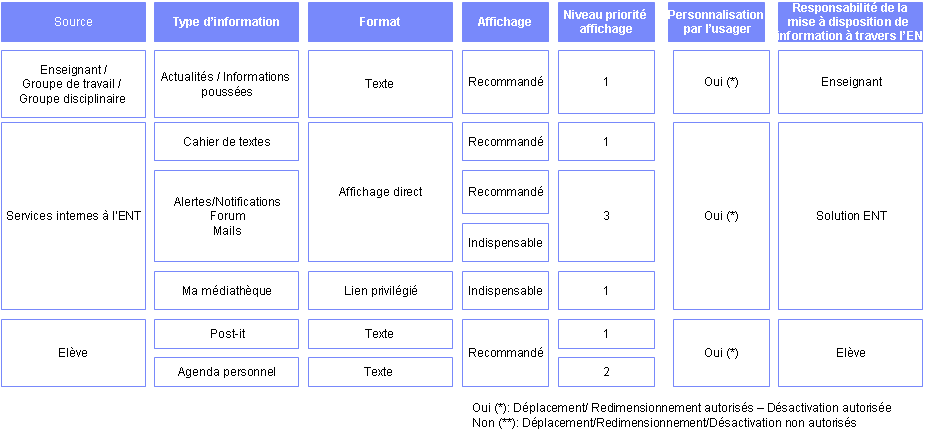 Source
Type d'information
Format
Affichage
Niveau priorité
affichage
Personnalisation
par l'usager
Responsabilité de la
mise à disposition de
information à travers l'EN
Enseignant /
Groupe de travail /
Groupe disciplinaire
Actualités / Informations
poussées
Texte
Recommandé
1
Oui (*)
Enseignant
Services internes à l'ENT
Cahier de textes
Affichage direct
Recommandé
1
Oui (*)
Solution ENT
Alertes/Notifications
Forum
Mails
Recommandé
Indispensable
3
Ma médiathèque
Lien privilégié
Indispensable
1
Elève
Post-it
Texte
Recommandé
1
Oui (*)
Elève
Agenda personnel
Texte
2
Oui (*): Déplacement/ Redimensionnement autorisés – Désactivation autorisée
Non (**): Déplacement/Redimensionnement/Désactivation non autorisés